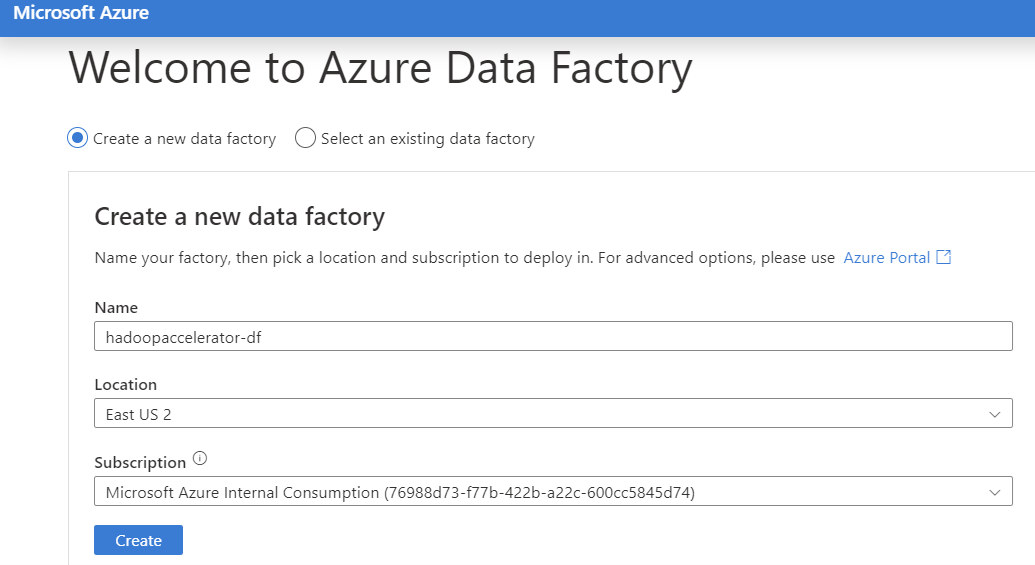 Microsoft Azure
Welcome to Azure Data Factory
Create a new data factory Select an existing data factory
Create a new data factory
Name your factory, then pick a location and subscription to deploy in. For advanced options, please use Azure Portal
Name
hadoopaccelerator-df
Location
East US 2
Subscription
Microsoft Azure Internal Consumption (76988d73-f77b-422b-a22c-600cc5845d74)
Create